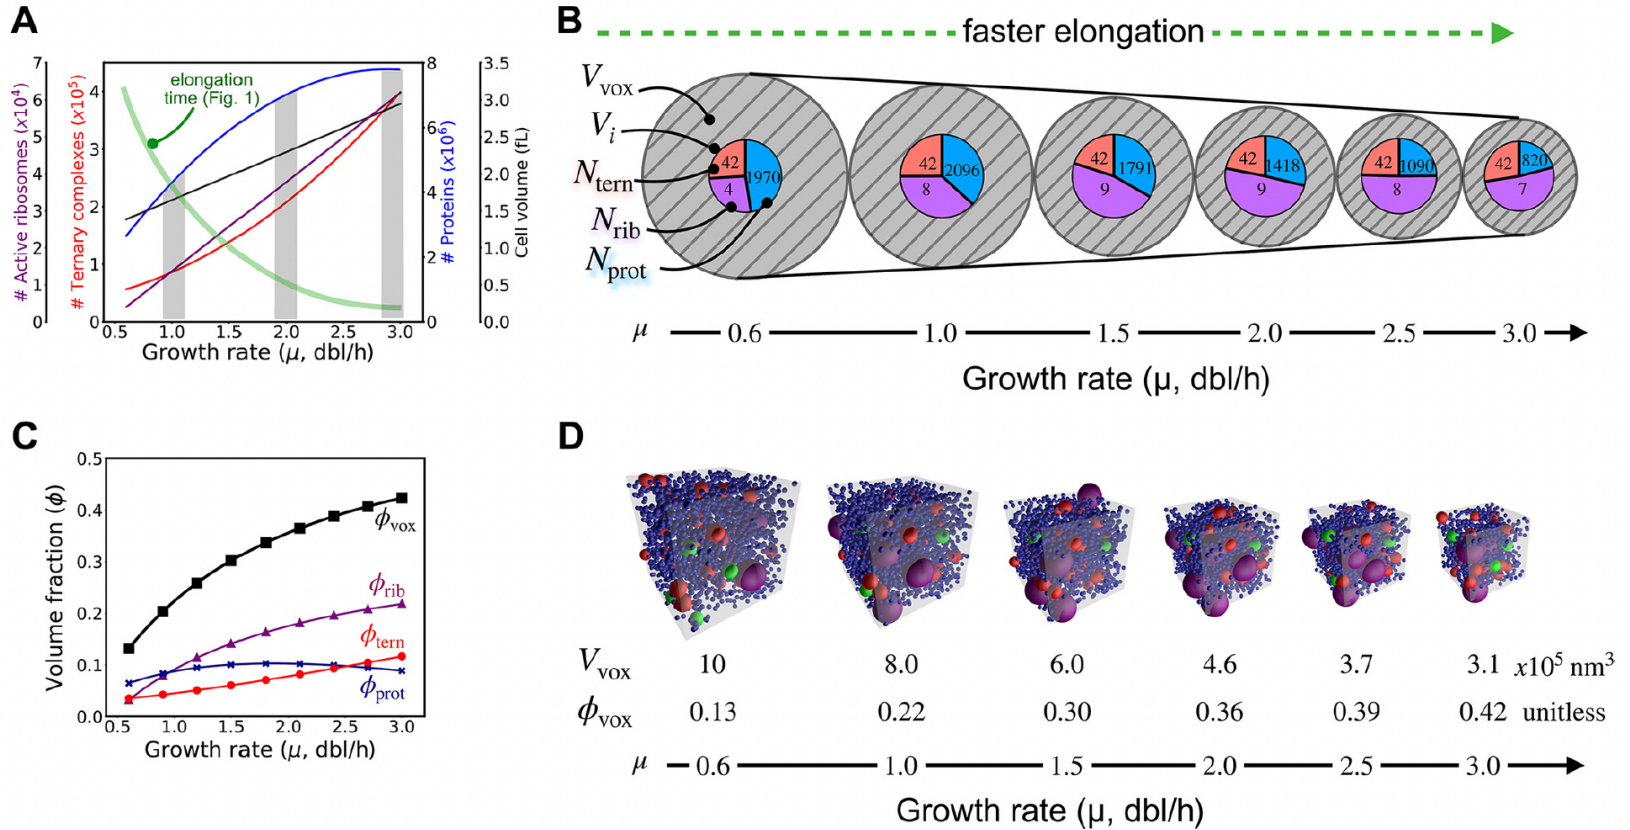 A
7
6
5
4
3
2
1
0
# Active ribosomes (x10⁴)
4
3
2
1
0
# Ternary complexes (x10⁵)
elongation
time (Fig. 1)
8
6
4
2
0
# Proteins (x10⁶)
3.5
3.0
2.5
2.0
1.5
1.0
0.5
0.0
Cell volume (fL)
0.5 1.0 1.5 2.0 2.5 3.0
Growth rate (μ, dbl/h)
B
faster elongation
V_vox
V_i
N_tern
N_rib
N_prot
42 1970 4
42 2096 8
42 1791 9
42 1418 9
42 1090 8
42 820 7
μ 0.6 1.0 1.5 2.0 2.5 3.0
Growth rate (μ, dbl/h)
C
0.5
0.4
0.3
0.2
0.1
0.0
Volume fraction (ϕ)
ϕ_vox
ϕ_rib
ϕ_tern
ϕ_prot
0.5 1.0 1.5 2.0 2.5 3.0
Growth rate (μ, dbl/h)
D
V_vox 10 8.0 6.0 4.6 3.7 3.1 x10⁵ nm³
ϕ_vox 0.13 0.22 0.30 0.36 0.39 0.42 unitless
μ 0.6 1.0 1.5 2.0 2.5 3.0
Growth rate (μ, dbl/h)